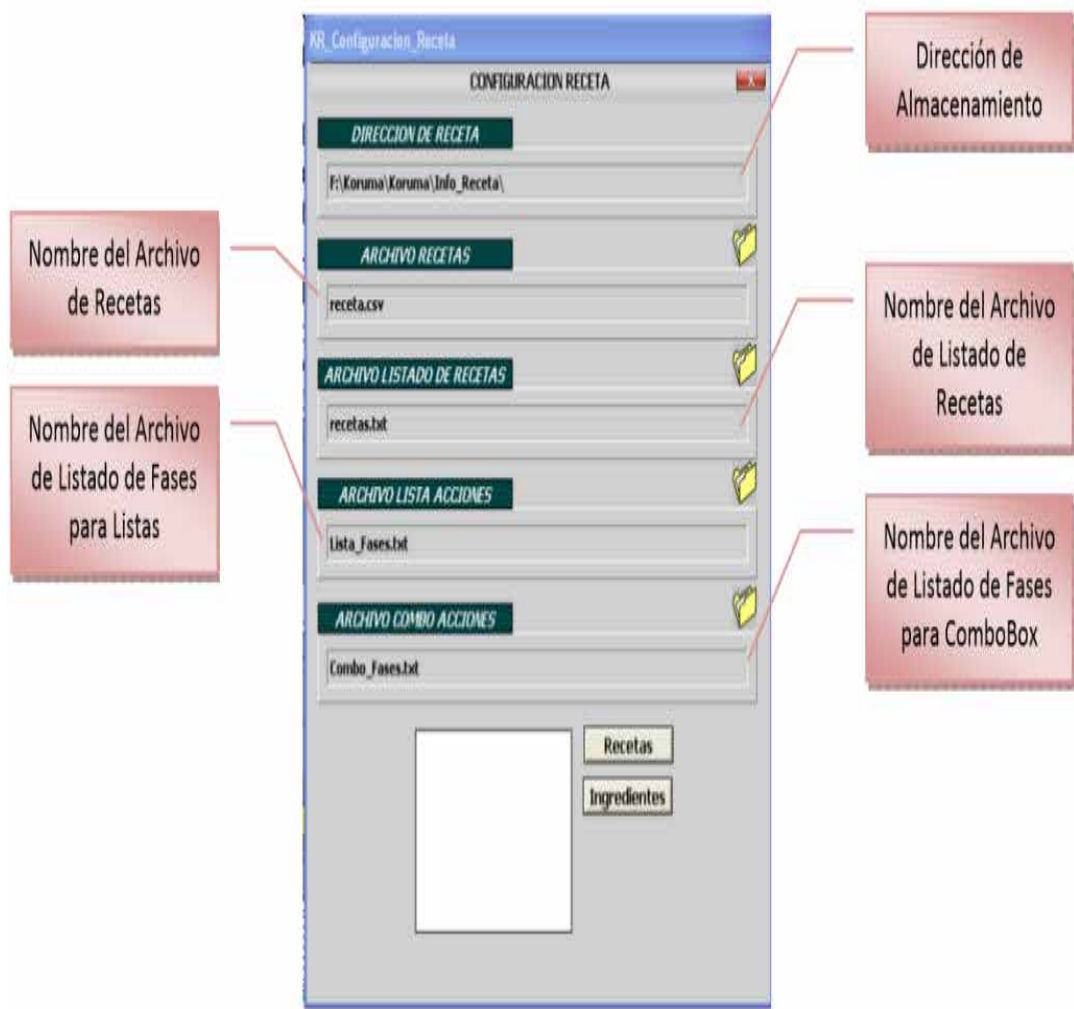 KR_Configuracion_Receta
CONFIGURACION RECETA
X
DIRECCION DE RECETA
F:\Koruma\Koruma\Info_Receta\
ARCHIVO RECETAS
receta.csv
ARCHIVO LISTADO DE RECETAS
recetas.txt
ARCHIVO LISTA ACCIONES
Lista_Fases.txt
ARCHIVO COMBO ACCIONES
Combo_Fases.txt
Recetas
Ingredientes
Nombre del Archivo
de Recetas
Nombre del Archivo
de Listado de Fases
para Listas
Dirección de
Almacenamiento
Nombre del Archivo
de Listado de
Recetas
Nombre del Archivo
de Listado de Fases
para ComboBox